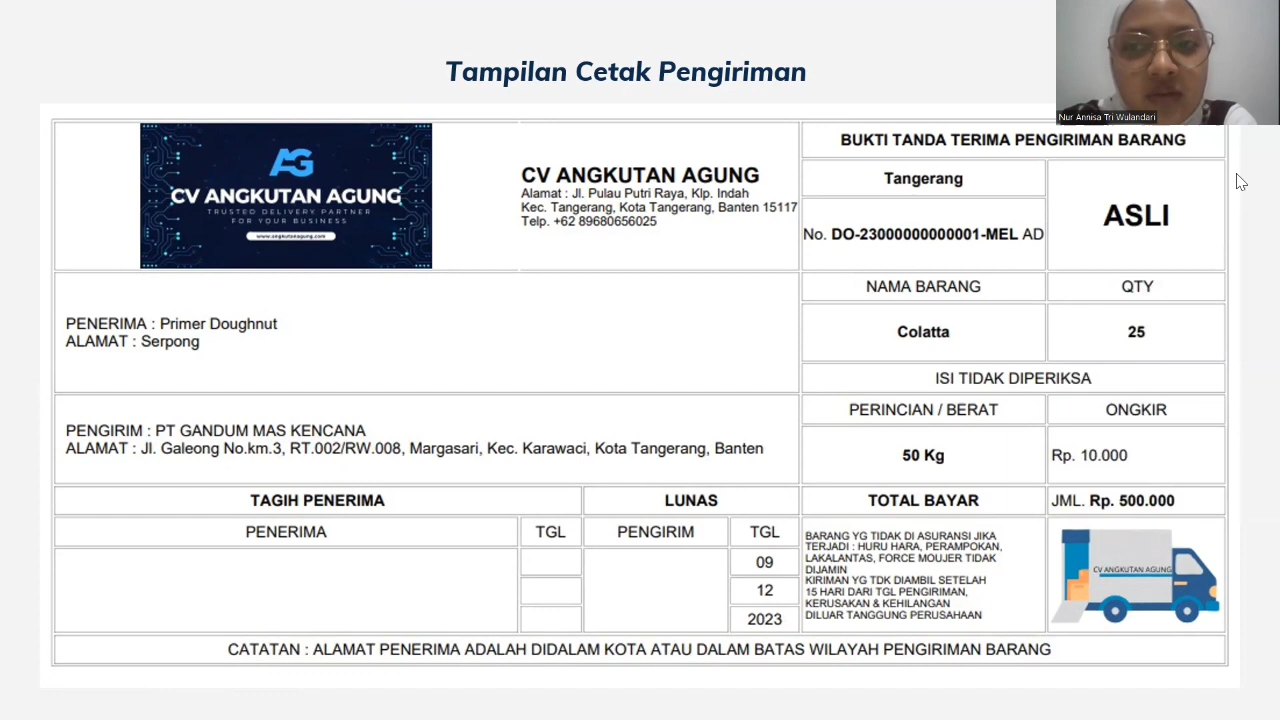 Tampilan Cetak Pengiriman
Nur Annisa Tri Wulandari
AG
CV ANGKUTAN AGUNG
TRUSTED DELIVERY PARTNER
FOR YOUR BUSINESS
www.angkutanagung.com
CV ANGKUTAN AGUNG
Alamat : Jl. Pulau Putri Raya, Klp. Indah
Kec. Tangerang, Kota Tangerang, Banten 15117
Telp. +62 89680656025
BUKTI TANDA TERIMA PENGIRIMAN BARANG
Tangerang
ASLI
No. DO-23000000000001-MEL AD
NAMA BARANG
QTY
PENERIMA : Primer Doughnut
ALAMAT : Serpong
Colatta
25
ISI TIDAK DIPERIKSA
PERINCIAN / BERAT
ONGKIR
PENGIRIM : PT GANDUM MAS KENCANA
ALAMAT : Jl. Galeong No.km.3, RT.002/RW.008, Margasari, Kec. Karawaci, Kota Tangerang, Banten
50 Kg
Rp. 10.000
TAGIH PENERIMA
LUNAS
TOTAL BAYAR
JML. Rp. 500.000
PENERIMA
TGL
PENGIRIM
TGL
09
12
2023
BARANG YG TIDAK DI ASURANSI JIKA
TERJADI : HURU HARA, PERAMPOKAN,
LAKALANTAS, FORCE MOUJER TIDAK
DIJAMIN
KIRIMAN YG TDK DIAMBIL SETELAH
15 HARI DARI TGL PENGIRIMAN,
KERUSAKAN & KEHILANGAN
DILUAR TANGGUNG PERUSAHAAN
CV ANGKUTAN AGUNG
CATATAN : ALAMAT PENERIMA ADALAH DIDALAM KOTA ATAU DALAM BATAS WILAYAH PENGIRIMAN BARANG